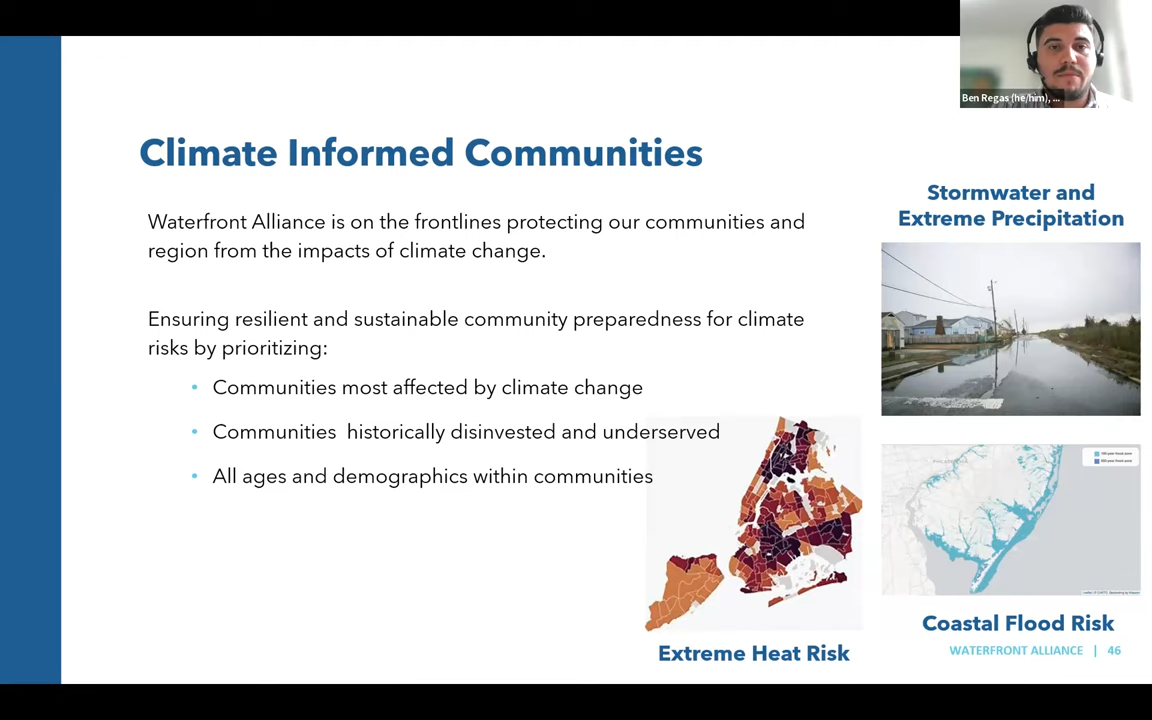 Ben Regas (he/him), ...
Climate Informed Communities
Waterfront Alliance is on the frontlines protecting our communities and
region from the impacts of climate change.
Ensuring resilient and sustainable community preparedness for climate
risks by prioritizing:
• Communities most affected by climate change
• Communities historically disinvested and underserved
• All ages and demographics within communities
Stormwater and
Extreme Precipitation
Extreme Heat Risk
Coastal Flood Risk
WATERFRONT ALLIANCE | 46